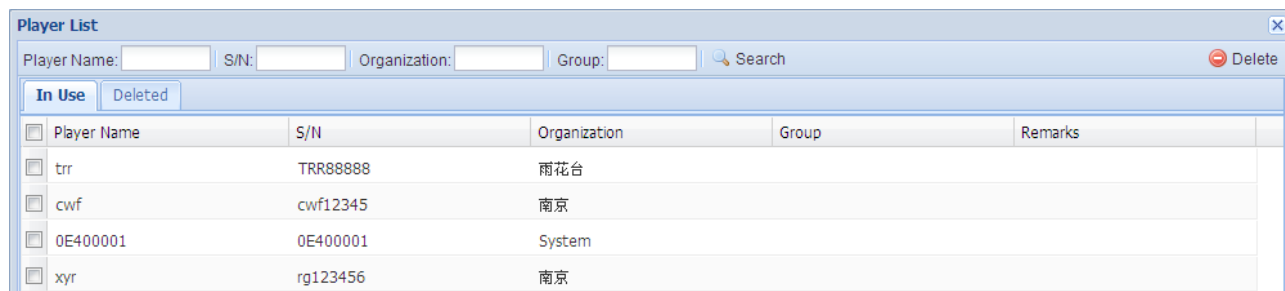 Player List
Player Name: S/N: Organization: Group: Search Delete
In Use Deleted
Player Name S/N Organization Group Remarks
trr TRR88888 雨花台
cwf cwf12345 南京
0E400001 0E400001 System
xyr rg123456 南京